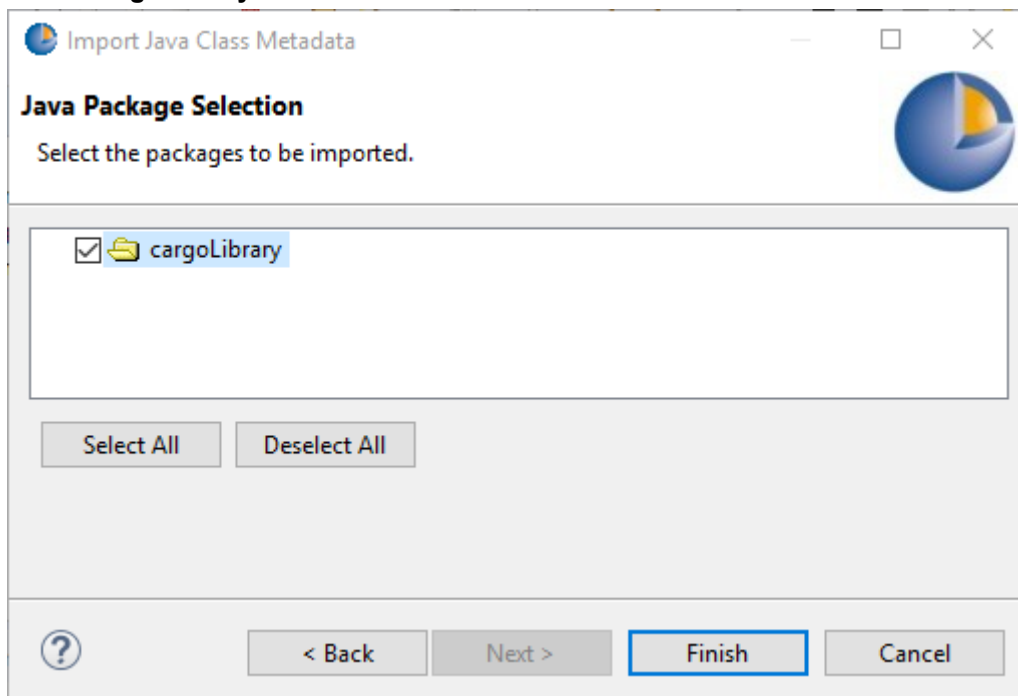 Import Java Class Metadata
Java Package Selection
Select the packages to be imported.
cargoLibrary
Select All Deselect All
? < Back Next > Finish Cancel